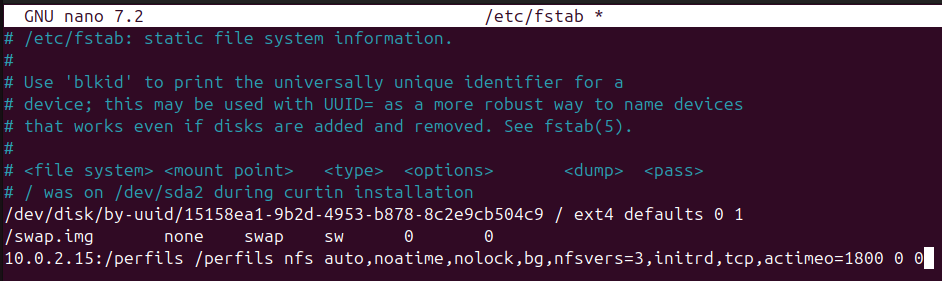 GNU nano 7.2 /etc/fstab *
# /etc/fstab: static file system information.
#
# Use 'blkid' to print the universally unique identifier for a
# device; this may be used with UUID= as a more robust way to name devices
# that works even if disks are added and removed. See fstab(5).
#
# <file system> <mount point>   <type>  <options>       <dump>  <pass>
# / was on /dev/sda2 during curtin installation
/dev/disk/by-uuid/15158ea1-9b2d-4953-b878-8c2e9cb504c9 / ext4 defaults 0 1
/swap.img       none    swap    sw      0       0
10.0.2.15:/perfils /perfils nfs auto,noatime,nolock,bg,nfsvers=3,initrd,tcp,actimeo=1800 0 0